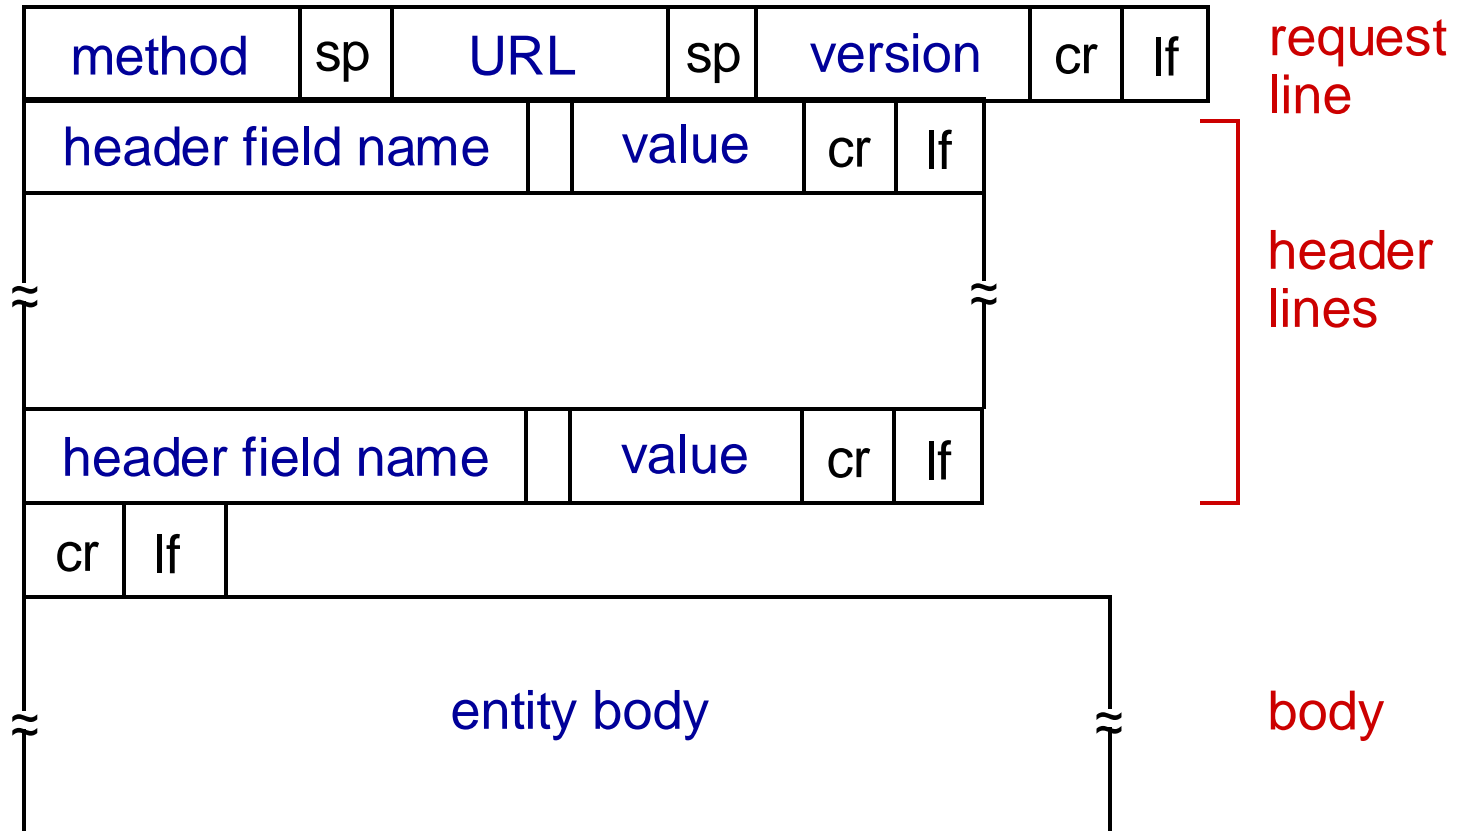 method sp URL sp version cr lf
request
line
header field name value cr lf
header
lines
≈ ≈
header field name value cr lf
cr lf
≈ entity body ≈
body